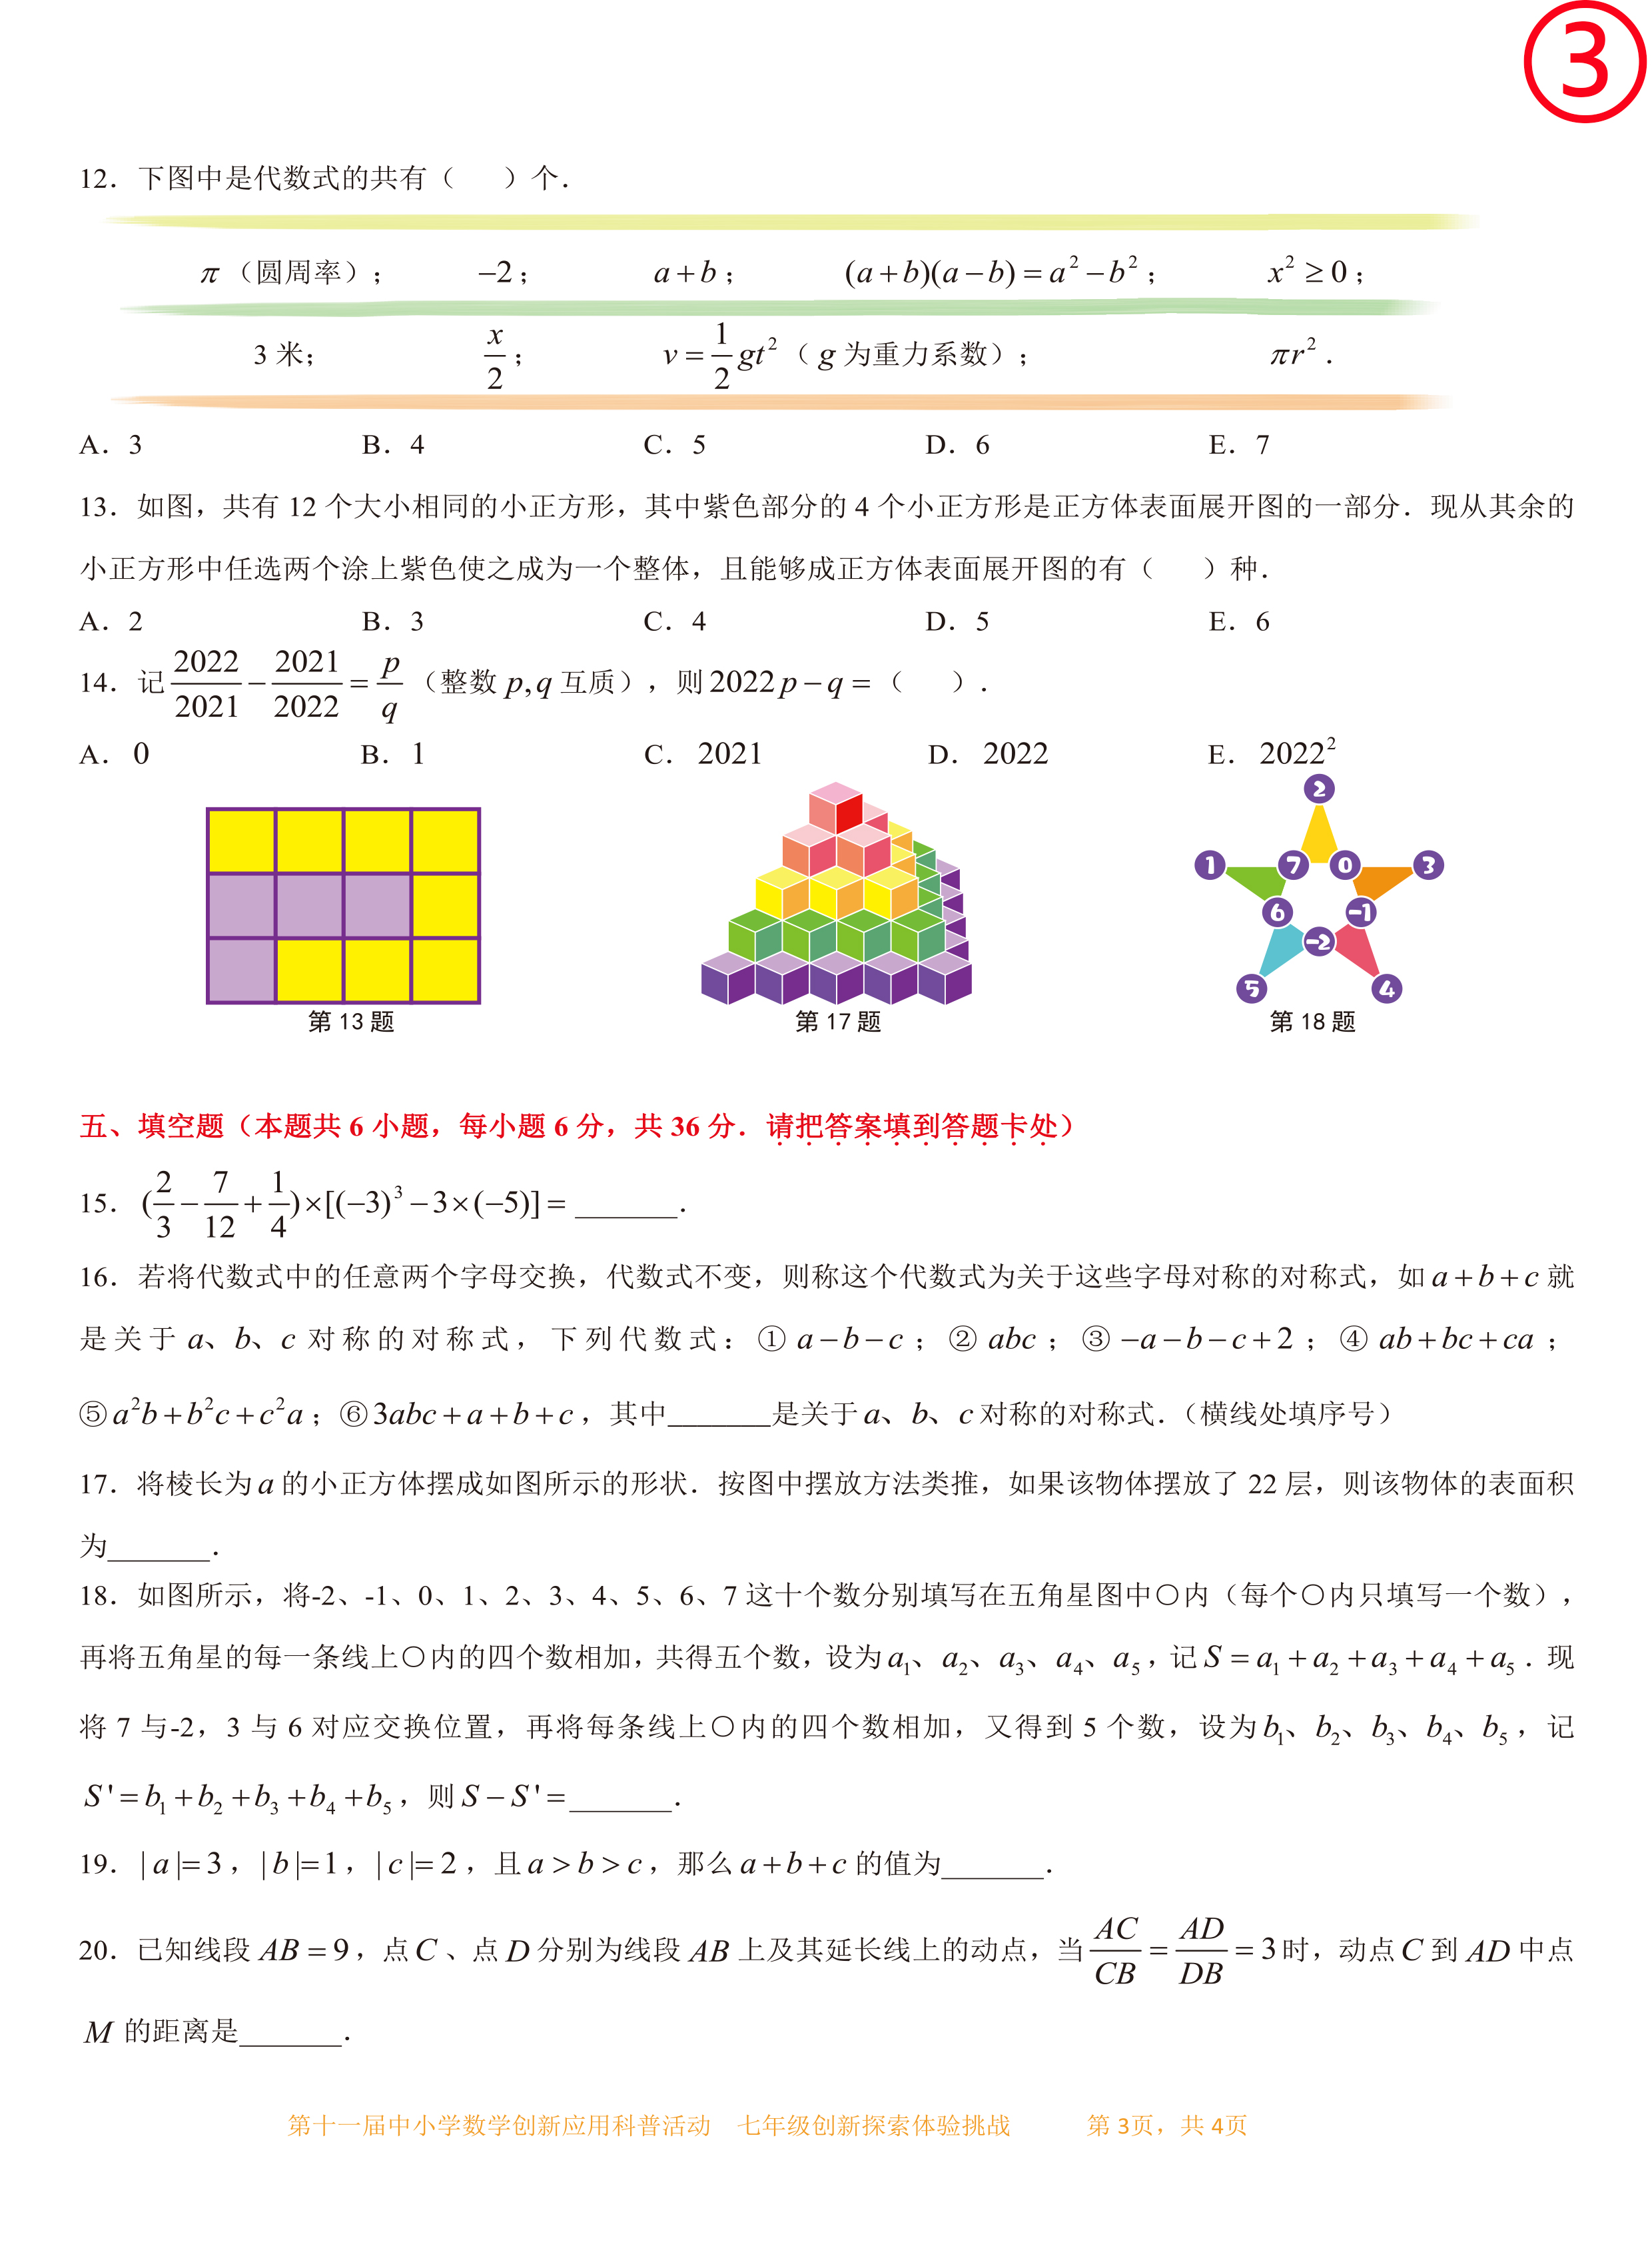 ③
12．下图中是代数式的共有（　　）个．
π（圆周率）；　−2；　a+b；　(a+b)(a−b)=a²−b²；　x²≥0；
3 米；　x/2；　v=1/2 gt²（g 为重力系数）；　πr²．
A．3　B．4　C．5　D．6　E．7
13．如图，共有 12 个大小相同的小正方形，其中紫色部分的 4 个小正方形是正方体表面展开图的一部分．现从其余的
小正方形中任选两个涂上紫色使之成为一个整体，且能够成正方体表面展开图的有（　　）种．
A．2　B．3　C．4　D．5　E．6
14．记 2022/2021 − 2021/2022 = p/q（整数 p,q 互质），则 2022p−q=（　　）．
A．0　B．1　C．2021　D．2022　E．2022²
2
1 7 0 3
6 -1
-2
5 4
第 13 题　第 17 题　第 18 题
五、填空题（本题共 6 小题，每小题 6 分，共 36 分．请把答案填到答题卡处）
15．(2/3−7/12+1/4)×[(−3)³−3×(−5)]=_______．
16．若将代数式中的任意两个字母交换，代数式不变，则称这个代数式为关于这些字母对称的对称式，如 a+b+c 就
是关于 a、b、c 对称的对称式，下列代数式：① a−b−c；② abc；③ −a−b−c+2；④ ab+bc+ca；
⑤a²b+b²c+c²a；⑥3abc+a+b+c，其中_______是关于 a、b、c 对称的对称式．（横线处填序号）
17．将棱长为 a 的小正方体摆成如图所示的形状．按图中摆放方法类推，如果该物体摆放了 22 层，则该物体的表面积
为_______．
18．如图所示，将-2、-1、0、1、2、3、4、5、6、7 这十个数分别填写在五角星图中○内（每个○内只填写一个数），
再将五角星的每一条线上○内的四个数相加，共得五个数，设为 a₁、a₂、a₃、a₄、a₅，记 S=a₁+a₂+a₃+a₄+a₅．现
将 7 与-2，3 与 6 对应交换位置，再将每条线上○内的四个数相加，又得到 5 个数，设为 b₁、b₂、b₃、b₄、b₅，记
S'=b₁+b₂+b₃+b₄+b₅，则 S−S'=_______．
19．|a|=3，|b|=1，|c|=2，且 a>b>c，那么 a+b+c 的值为_______．
20．已知线段 AB=9，点 C、点 D 分别为线段 AB 上及其延长线上的动点，当 AC/CB=AD/DB=3 时，动点 C 到 AD 中点
M 的距离是_______．
第十一届中小学数学创新应用科普活动　七年级创新探索体验挑战　第 3页，共 4页